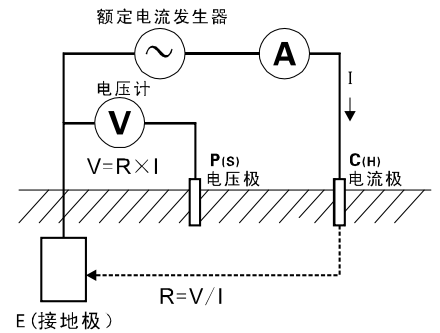 额定电流发生器
A
I
电压计
V
V=R×I
P(S)
电压极
C(H)
电流极
R=V/I
E(接地极)